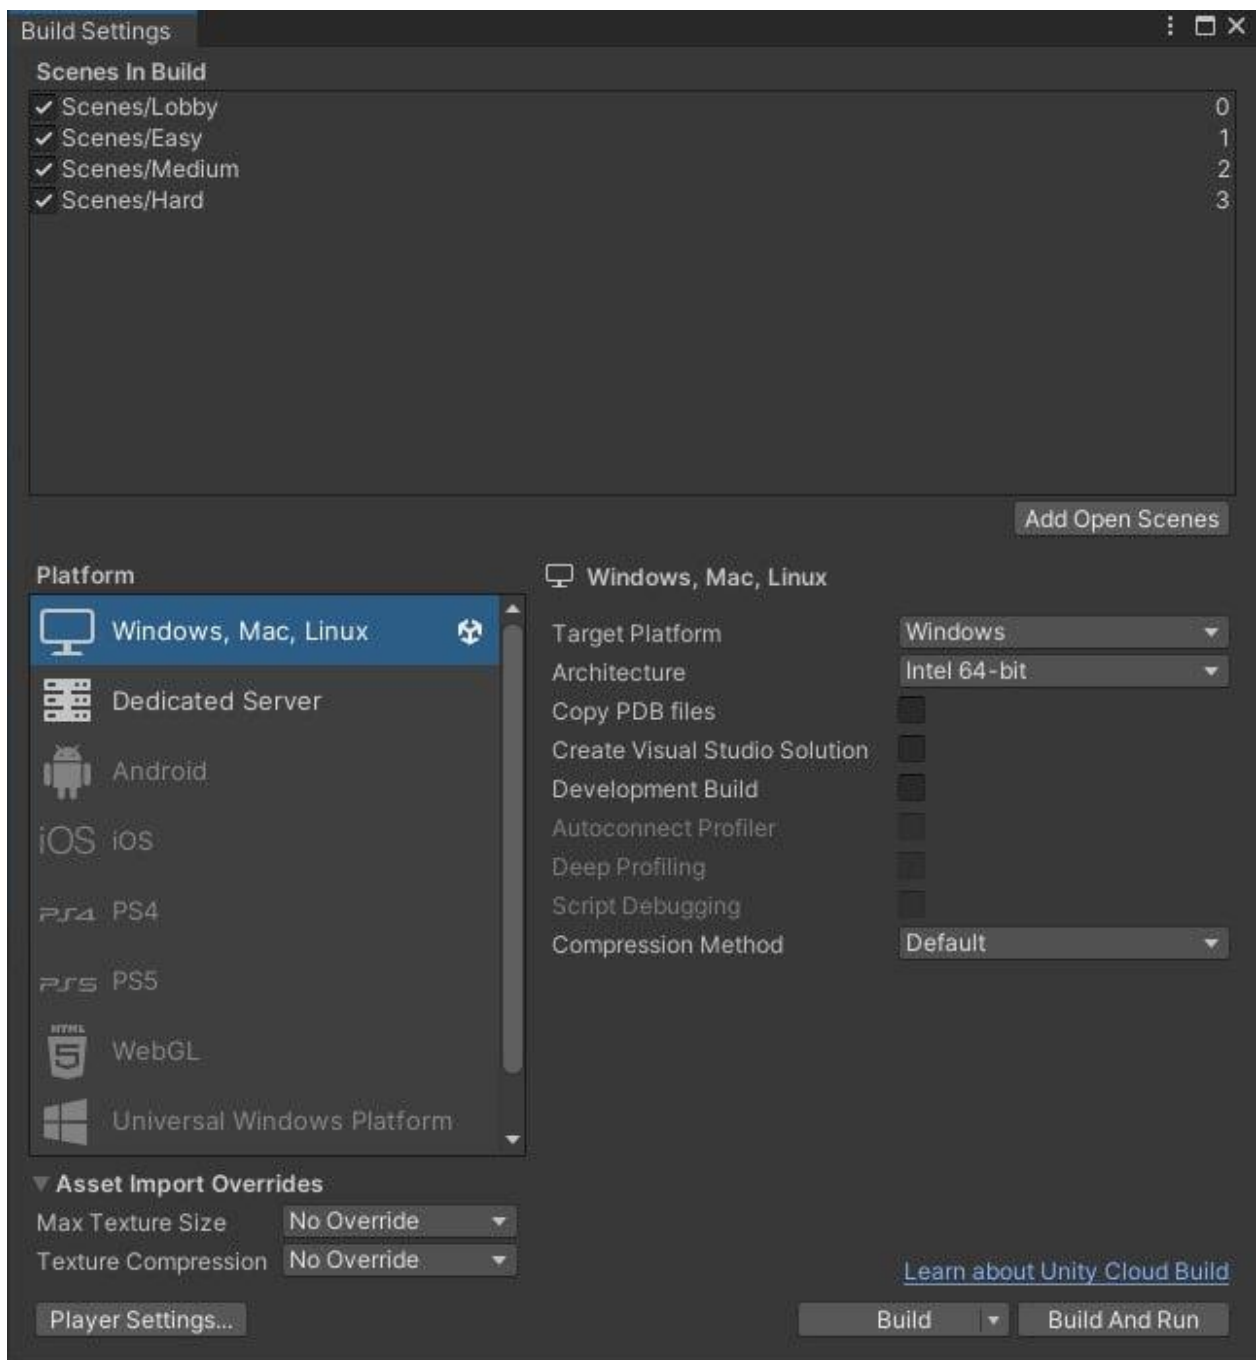 Build Settings
Scenes In Build
Scenes/Lobby 0
Scenes/Easy 1
Scenes/Medium 2
Scenes/Hard 3
Add Open Scenes
Platform
Windows, Mac, Linux
Dedicated Server
Android
iOS iOS
PS4 PS4
PS5 PS5
HTML
5 WebGL
Universal Windows Platform
Windows, Mac, Linux
Target Platform Windows
Architecture Intel 64-bit
Copy PDB files
Create Visual Studio Solution
Development Build
Autoconnect Profiler
Deep Profiling
Script Debugging
Compression Method Default
Asset Import Overrides
Max Texture Size No Override
Texture Compression No Override
Learn about Unity Cloud Build
Player Settings... Build Build And Run